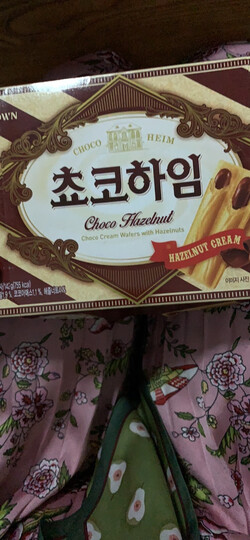 CHOCO HEIM
쵸코하임
Choco Hazelnut
Choco Cream Wafers with Hazelnuts
HAZELNUT CREAM